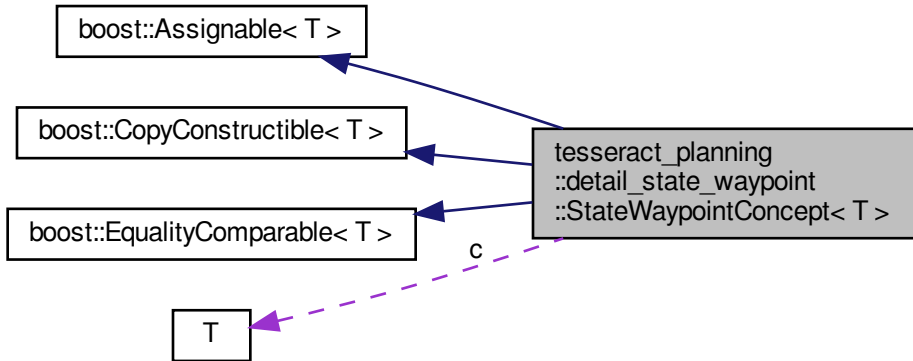 boost::Assignable< T >
boost::CopyConstructible< T >
boost::EqualityComparable< T >
tesseract_planning
::detail_state_waypoint
::StateWaypointConcept< T >
c
T